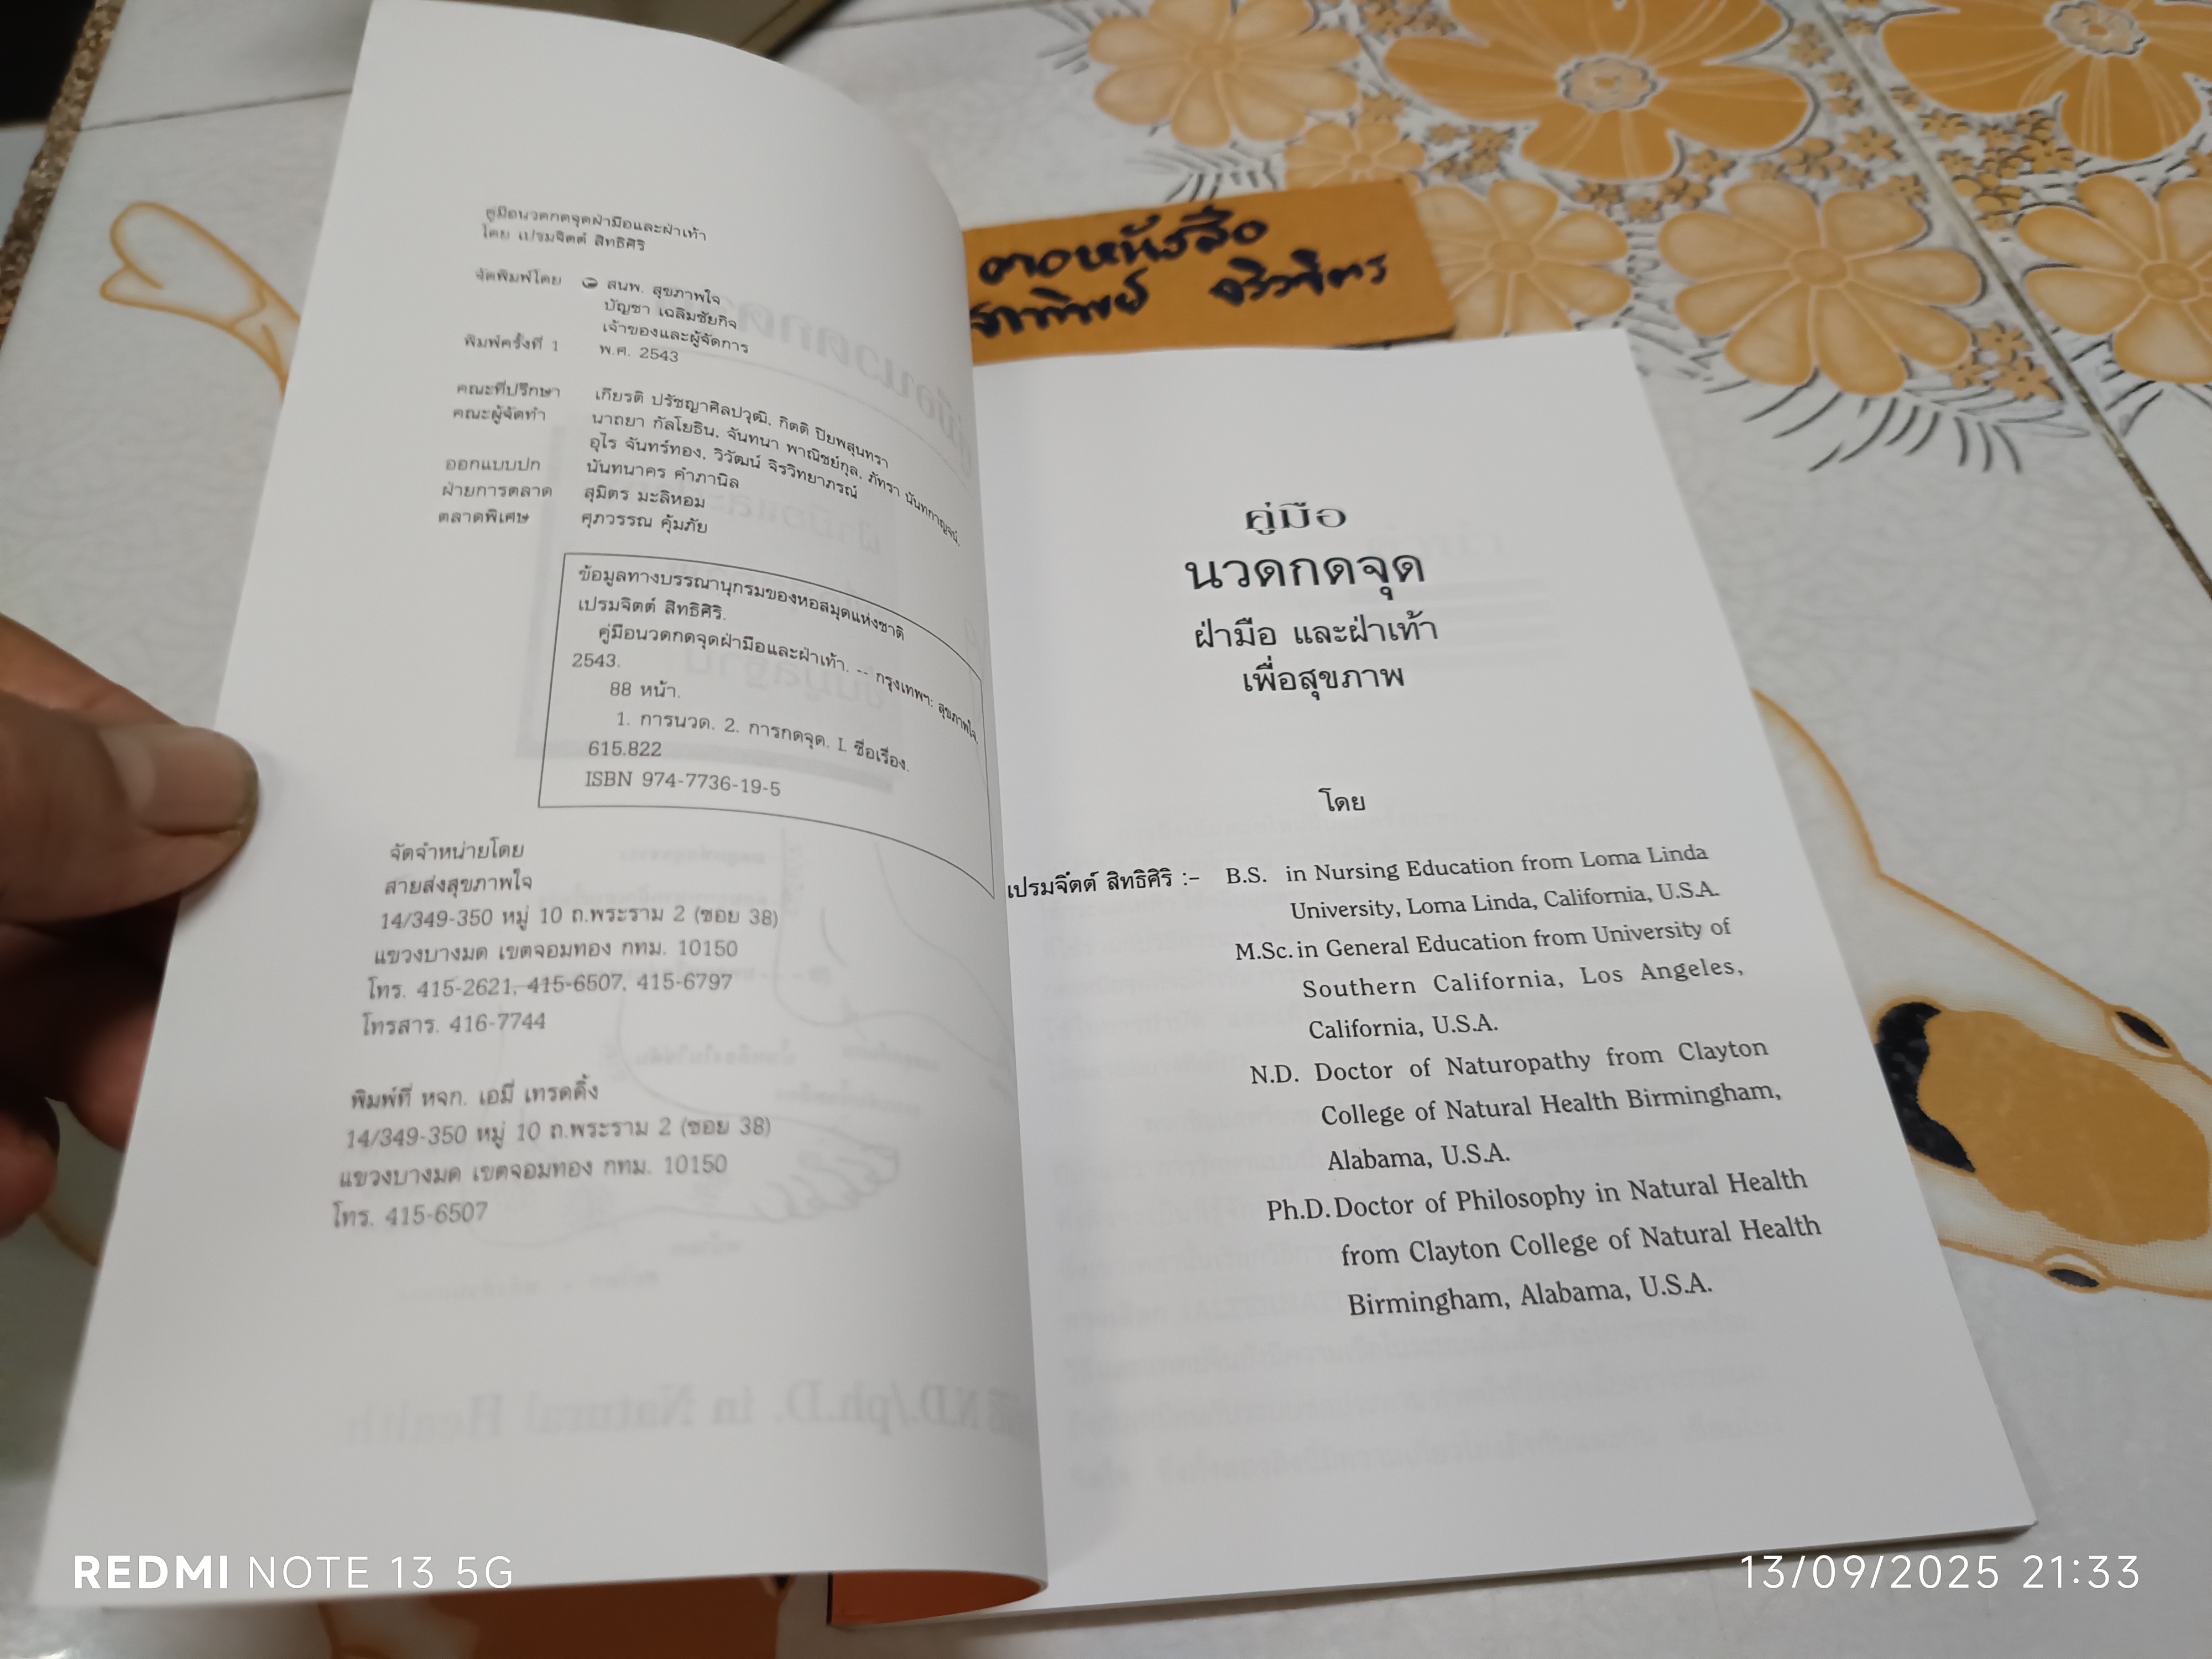 คู่มือนวดกดจุดฝ่ามือและฝ่าเท้า
โดย เปรมจิตต์ สิทธิศิริ
จัดพิมพ์โดย สนพ. สุขภาพใจ
บัญชา เฉลิมชัยกิจ
เจ้าของและผู้จัดการ
พิมพ์ครั้งที่ 1 พ.ศ. 2543
คณะที่ปรึกษา เกียรติ ปรัชญาศิลปวุฒิ, กิตติ ปิยพสุนทรา
คณะผู้จัดทำ นาถยา กัลโยธิน, จันทนา พาณิชย์กุล, ภัทรา นันทกาญจน์,
อุไร จันทร์ทอง, วิวัฒน์ จิรวิทยาภรณ์
ออกแบบปก นันทนาคร คำภานิล
ฝ่ายการตลาด สุมิตร มะลิหอม
ตลาดพิเศษ ศุภวรรณ คุ้มภัย
ข้อมูลทางบรรณานุกรมของหอสมุดแห่งชาติ
เปรมจิตต์ สิทธิศิริ.
คู่มือนวดกดจุดฝ่ามือและฝ่าเท้า. -- กรุงเทพฯ: สุขภาพใจ,
2543.
88 หน้า.
1. การนวด. 2. การกดจุด. I. ชื่อเรื่อง.
615.822
ISBN 974-7736-19-5
จัดจำหน่ายโดย
สายส่งสุขภาพใจ
14/349-350 หมู่ 10 ถ.พระราม 2 (ซอย 38)
แขวงบางมด เขตจอมทอง กทม. 10150
โทร. 415-2621, 415-6507, 415-6797
โทรสาร. 416-7744
พิมพ์ที่ หจก. เอมี่ เทรดดิ้ง
14/349-350 หมู่ 10 ถ.พระราม 2 (ซอย 38)
แขวงบางมด เขตจอมทอง กทม. 10150
โทร. 415-6507
คู่มือ
นวดกดจุด
ฝ่ามือ และฝ่าเท้า
เพื่อสุขภาพ
โดย
เปรมจิ๊ตต์ สิทธิศิริ :- B.S. in Nursing Education from Loma Linda
University, Loma Linda, California, U.S.A.
M.Sc. in General Education from University of
Southern California, Los Angeles,
California, U.S.A.
N.D. Doctor of Naturopathy from Clayton
College of Natural Health Birmingham,
Alabama, U.S.A.
Ph.D. Doctor of Philosophy in Natural Health
from Clayton College of Natural Health
Birmingham, Alabama, U.S.A.
REDMI NOTE 13 5G
13/09/2025 21:33